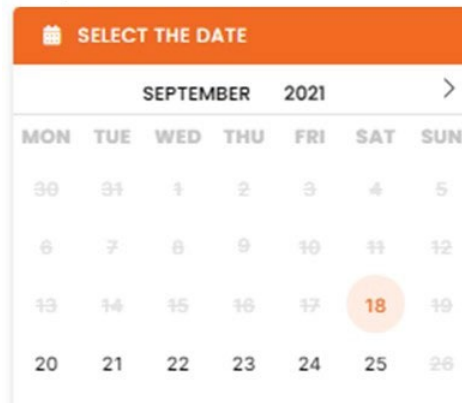 SELECT THE DATE
SEPTEMBER 2021
MON TUE WED THU FRI SAT SUN
30 31 1 2 3 4 5
6 7 8 9 10 11 12
13 14 15 16 17 18 19
20 21 22 23 24 25 26